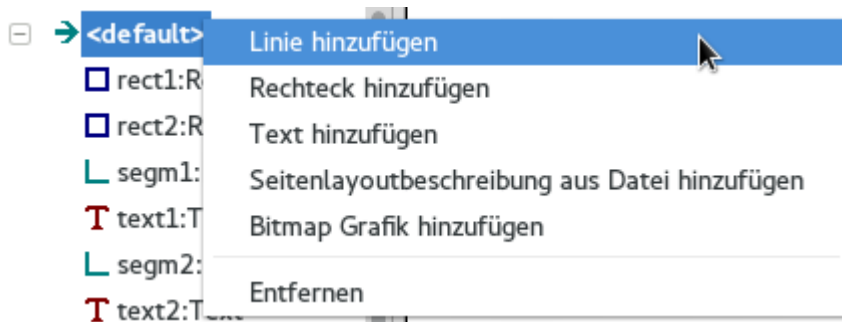 <default>
rect1:R
rect2:R
segm1:
text1:T
segm2:
text2:Text
Linie hinzufügen
Rechteck hinzufügen
Text hinzufügen
Seitenlayoutbeschreibung aus Datei hinzufügen
Bitmap Grafik hinzufügen
Entfernen